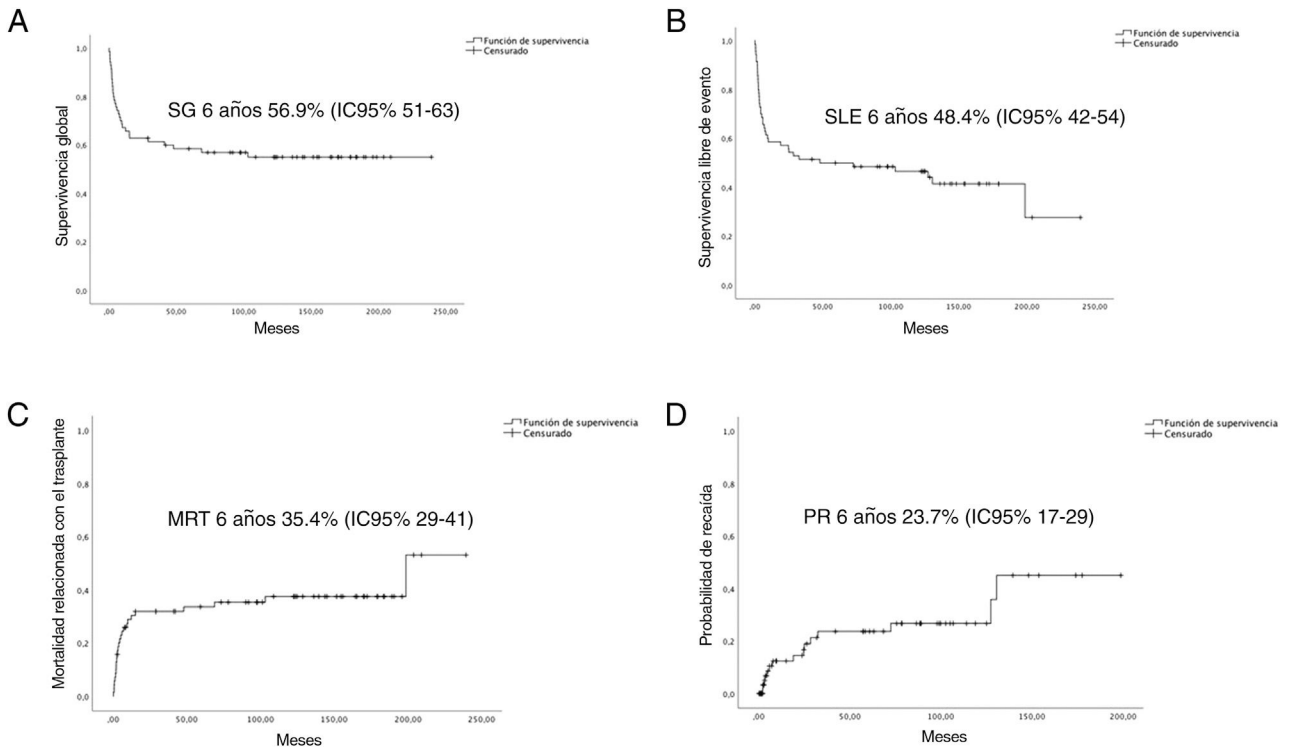 A
Función de supervivencia
Censurado
Supervivencia global
1,0
0,8
0,6
0,4
0,2
0,0
SG 6 años 56.9% (IC95% 51-63)
,00 50,00 100,00 150,00 200,00 250,00
Meses
B
Función de supervivencia
Censurado
Supervivencia libre de evento
1,0
0,8
0,6
0,4
0,2
0,0
SLE 6 años 48.4% (IC95% 42-54)
,00 50,00 100,00 150,00 200,00 250,00
Meses
C
Función de supervivencia
Censurado
Mortalidad relacionada con el trasplante
1,0
0,8
0,6
0,4
0,2
0,0
MRT 6 años 35.4% (IC95% 29-41)
,00 50,00 100,00 150,00 200,00 250,00
Meses
D
Función de supervivencia
Censurado
Probabilidad de recaída
1,0
0,8
0,6
0,4
0,2
0,0
PR 6 años 23.7% (IC95% 17-29)
,00 50,00 100,00 150,00 200,00
Meses